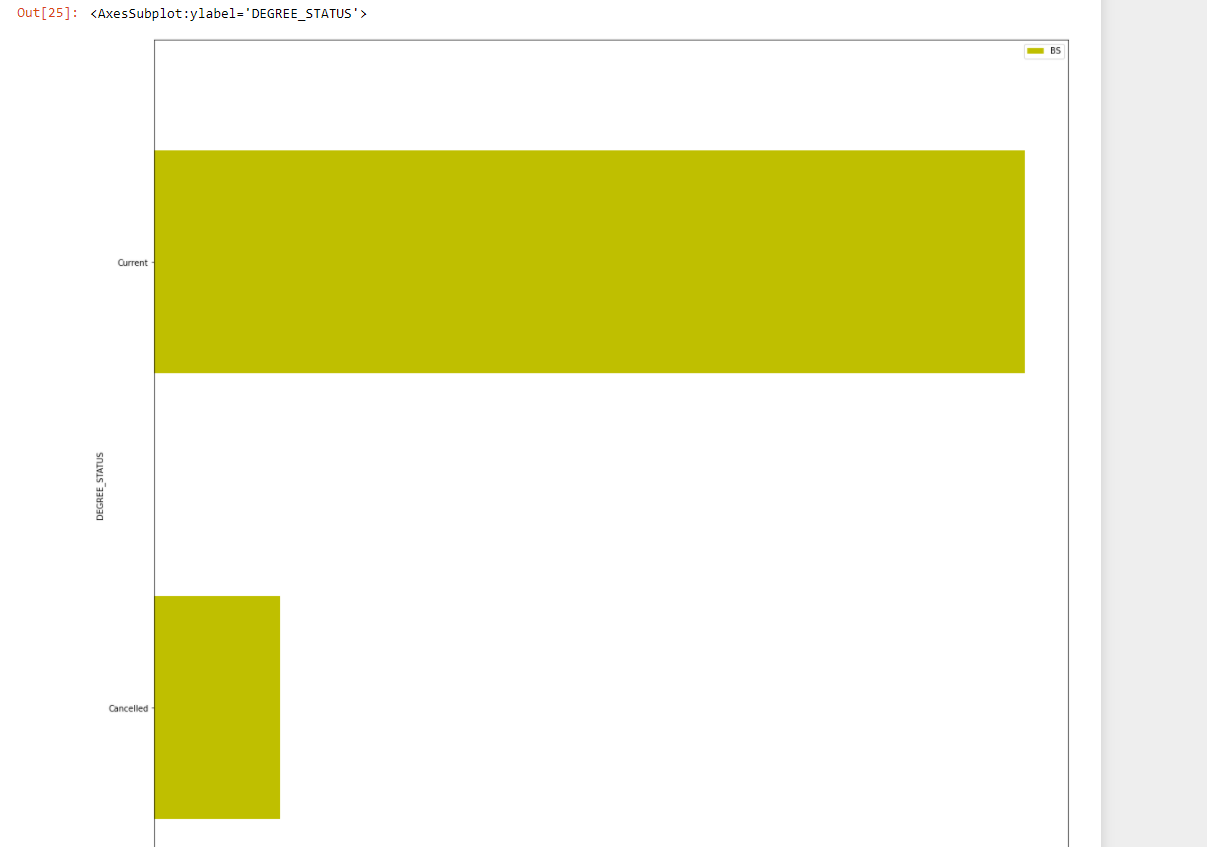 Out[25]: <AxesSubplot:ylabel='DEGREE_STATUS'>
BS
Current
DEGREE_STATUS
Cancelled